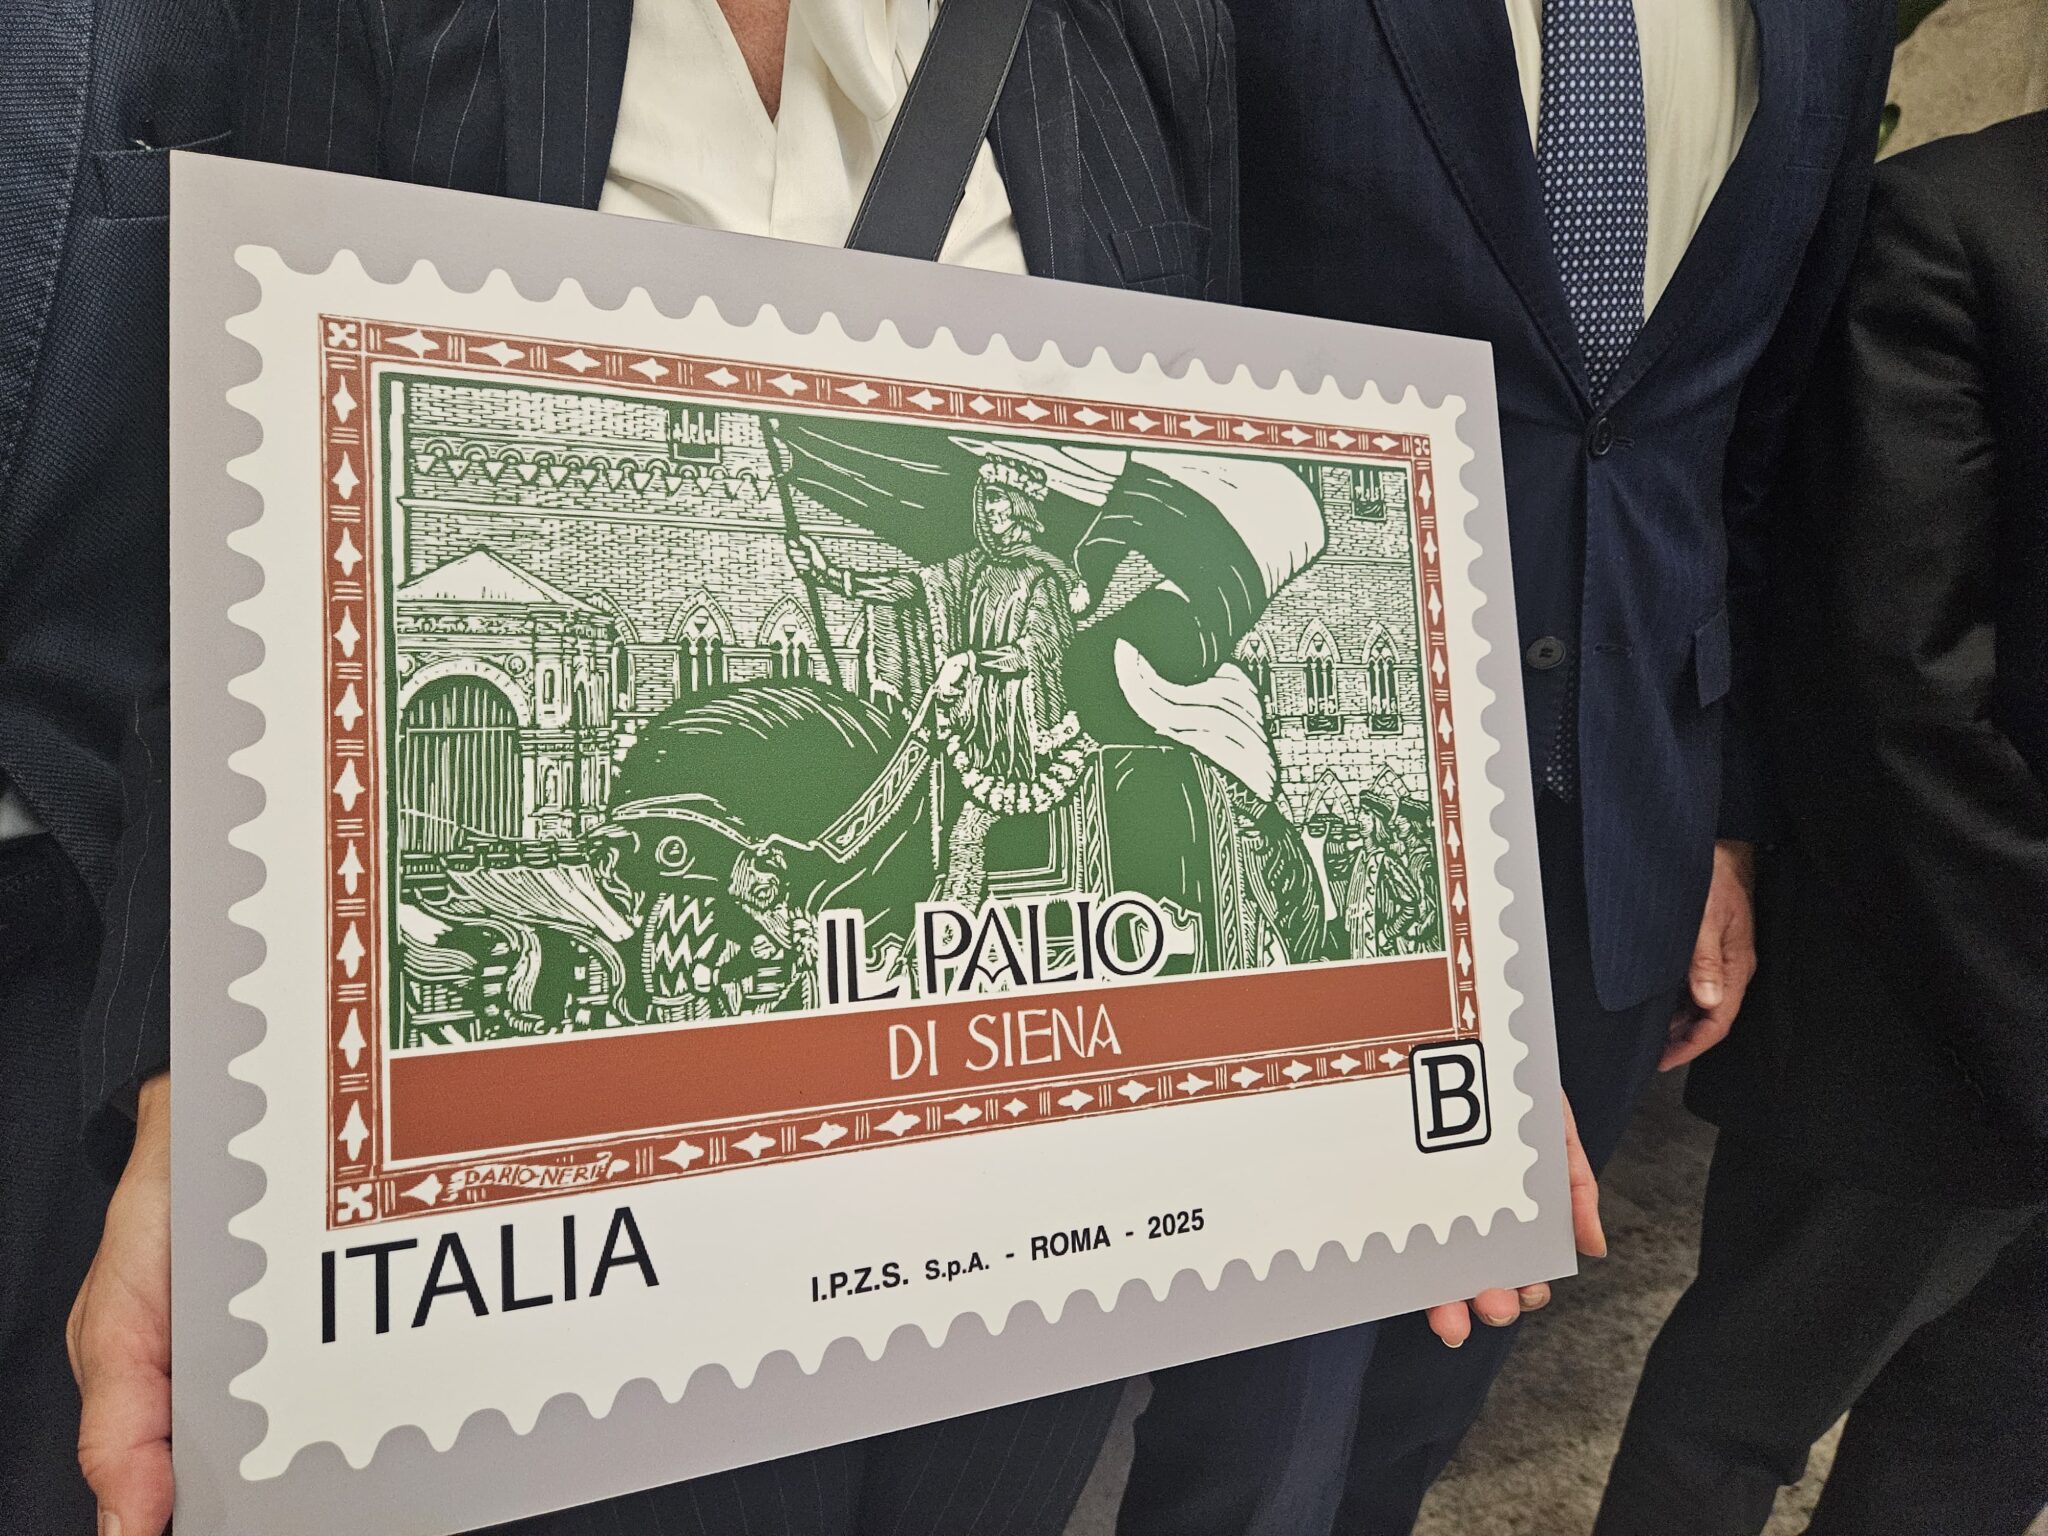 IL PALIO
DI SIENA
B
DARIO·NERI
ITALIA
I.P.Z.S. S.p.A. - ROMA - 2025